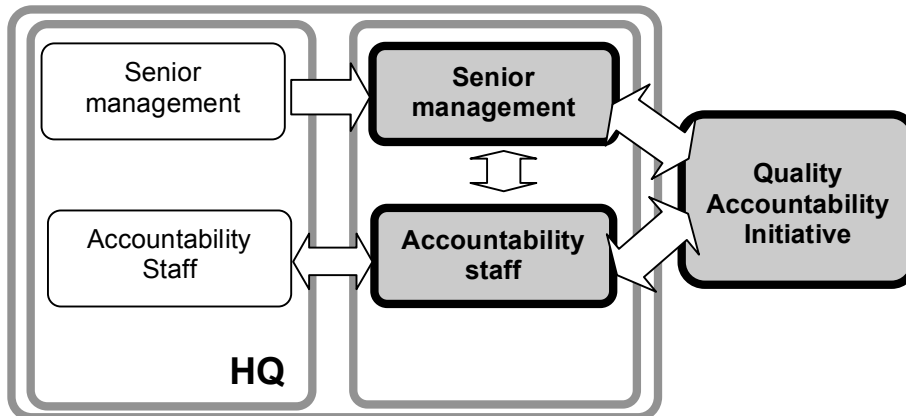 Senior
management
Senior
management
Quality
Accountability
Initiative
Accountability
Staff
Accountability
staff
HQ